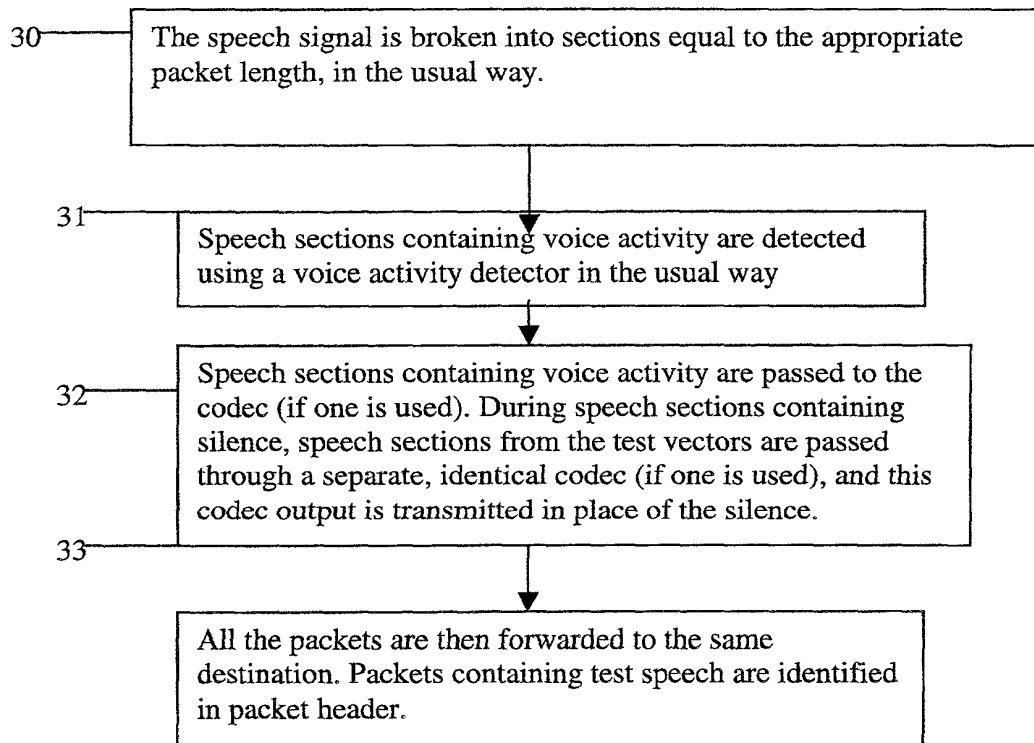 30
The speech signal is broken into sections equal to the appropriate
packet length, in the usual way.
31
Speech sections containing voice activity are detected
using a voice activity detector in the usual way
32
Speech sections containing voice activity are passed to the
codec (if one is used). During speech sections containing
silence, speech sections from the test vectors are passed
through a separate, identical codec (if one is used), and this
codec output is transmitted in place of the silence.
33
All the packets are then forwarded to the same
destination. Packets containing test speech are identified
in packet header.